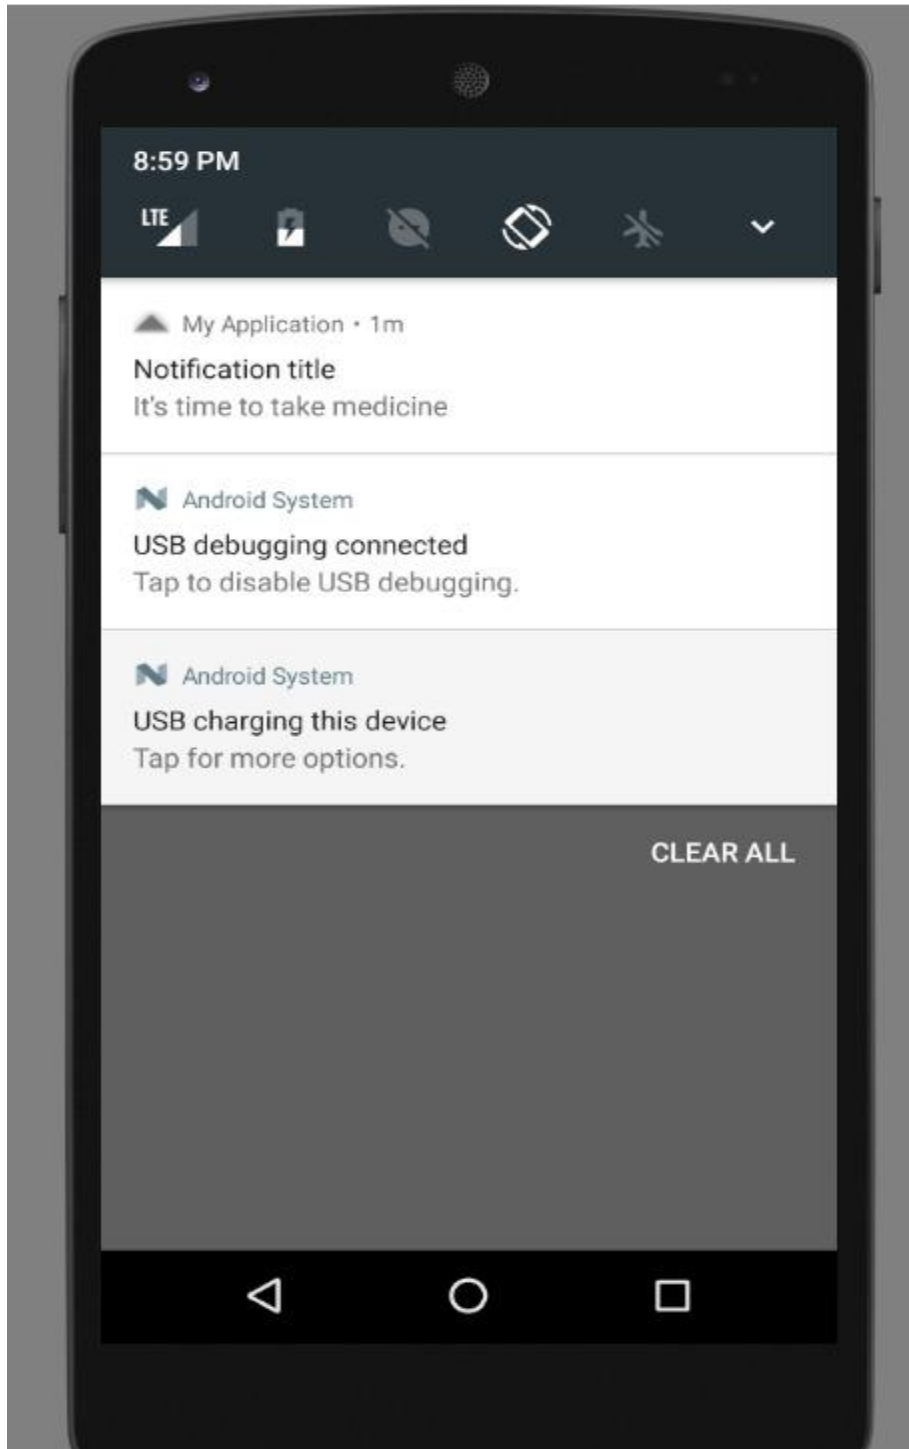 8:59 PM
LTE
My Application • 1m
Notification title
It's time to take medicine
Android System
USB debugging connected
Tap to disable USB debugging.
Android System
USB charging this device
Tap for more options.
CLEAR ALL